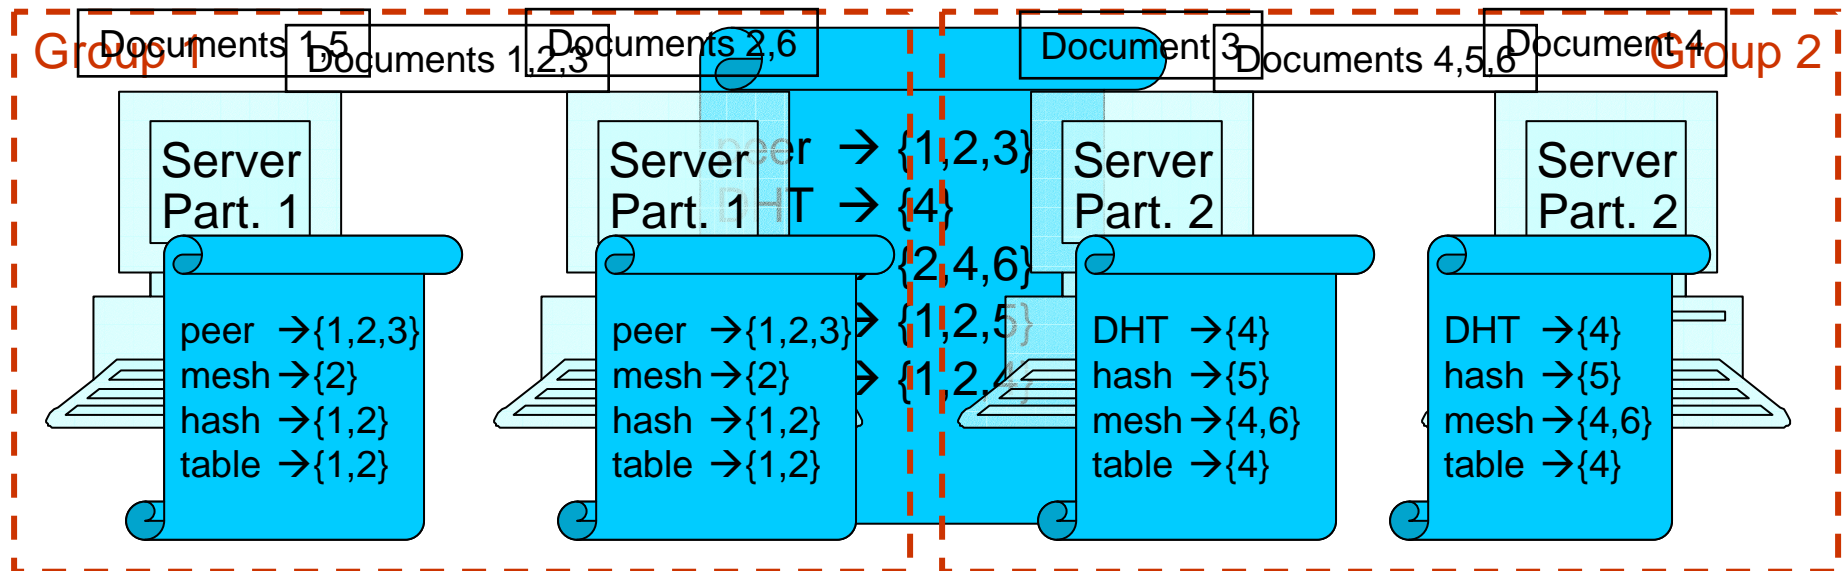 Group 1
Documents 1,5
Documents 1,2,3
Documents 2,6
Document 3
Documents 4,5,6
Document 4
Group 2
peer → {1,2,3}
DHT → {4}
{2,4,6}
→ {1,2,5}
→ {1,2,4}
Server
Part. 1
peer →{1,2,3}
mesh→{2}
hash →{1,2}
table →{1,2}
Server
Part. 1
peer →{1,2,3}
mesh→{2}
hash →{1,2}
table →{1,2}
Server
Part. 2
DHT →{4}
hash →{5}
mesh→{4,6}
table →{4}
Server
Part. 2
DHT →{4}
hash →{5}
mesh→{4,6}
table →{4}